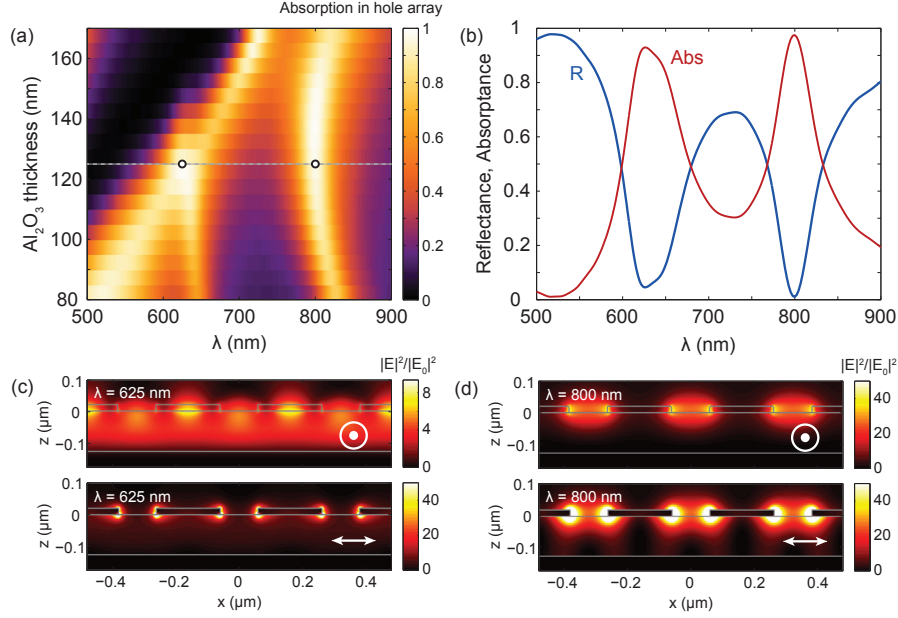 Absorption in hole array
(a)
Al₂O₃ thickness (nm)
160
140
120
100
80
500
600
700
800
900
λ (nm)
1
0.8
0.6
0.4
0.2
0
(b)
Reflectance, Absorptance
1
0.8
0.6
0.4
0.2
0
R
Abs
500
600
700
800
900
λ (nm)
(c)
|E|²/|E₀|²
λ = 625 nm
z (µm)
0.1
0
−0.1
8
4
0
λ = 625 nm
z (µm)
0.1
0
−0.1
40
20
0
−0.4
−0.2
0
0.2
0.4
x (µm)
(d)
|E|²/|E₀|²
λ = 800 nm
z (µm)
0.1
0
−0.1
40
20
0
λ = 800 nm
z (µm)
0.1
0
−0.1
40
20
0
−0.4
−0.2
0
0.2
0.4
x (µm)